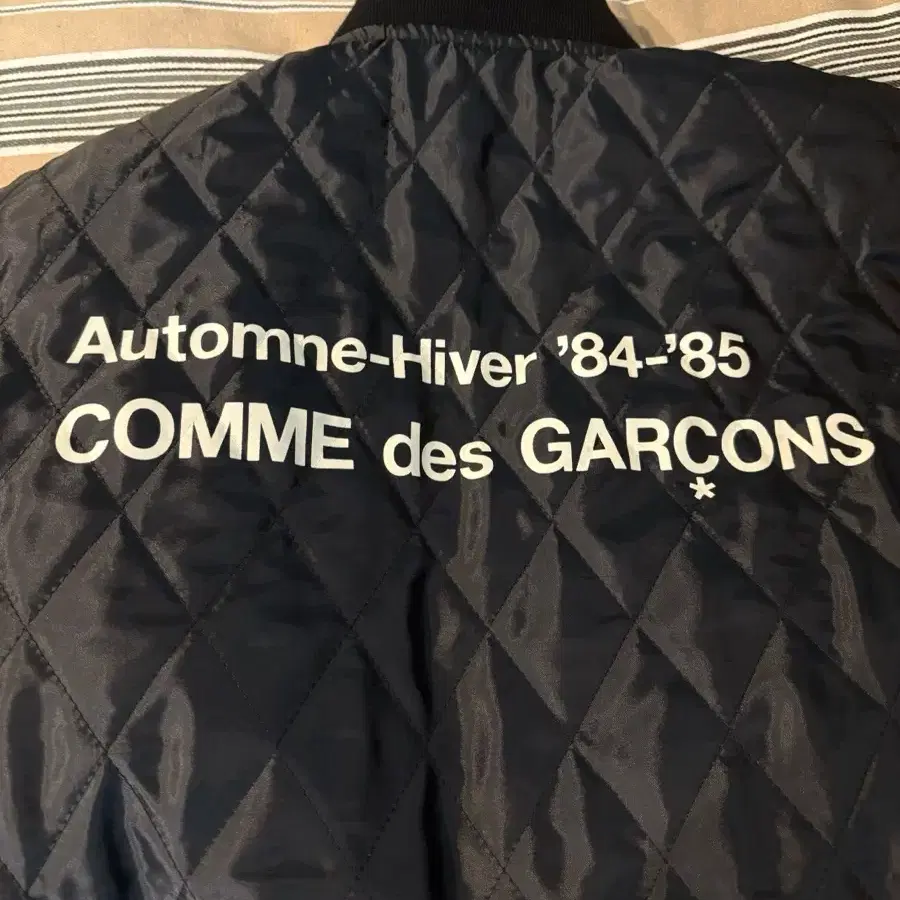 Automne-Hiver ’84-’85
COMME des GARÇONS
*